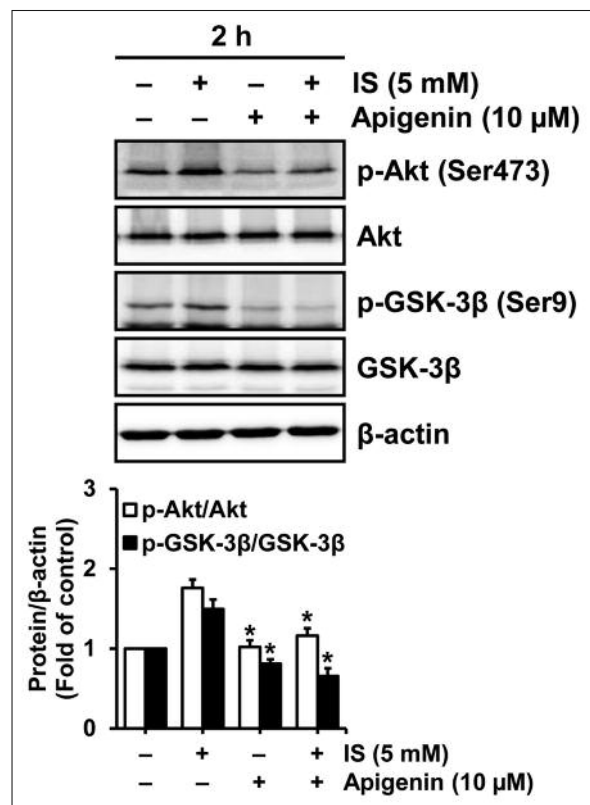 2 h
– + – + IS (5 mM)
– – + + Apigenin (10 µM)
p-Akt (Ser473)
Akt
p-GSK-3β (Ser9)
GSK-3β
β-actin
Protein/β-actin
(Fold of control)
3
2
1
0
p-Akt/Akt
p-GSK-3β/GSK-3β
* * * *
– + – + IS (5 mM)
– – + + Apigenin (10 µM)